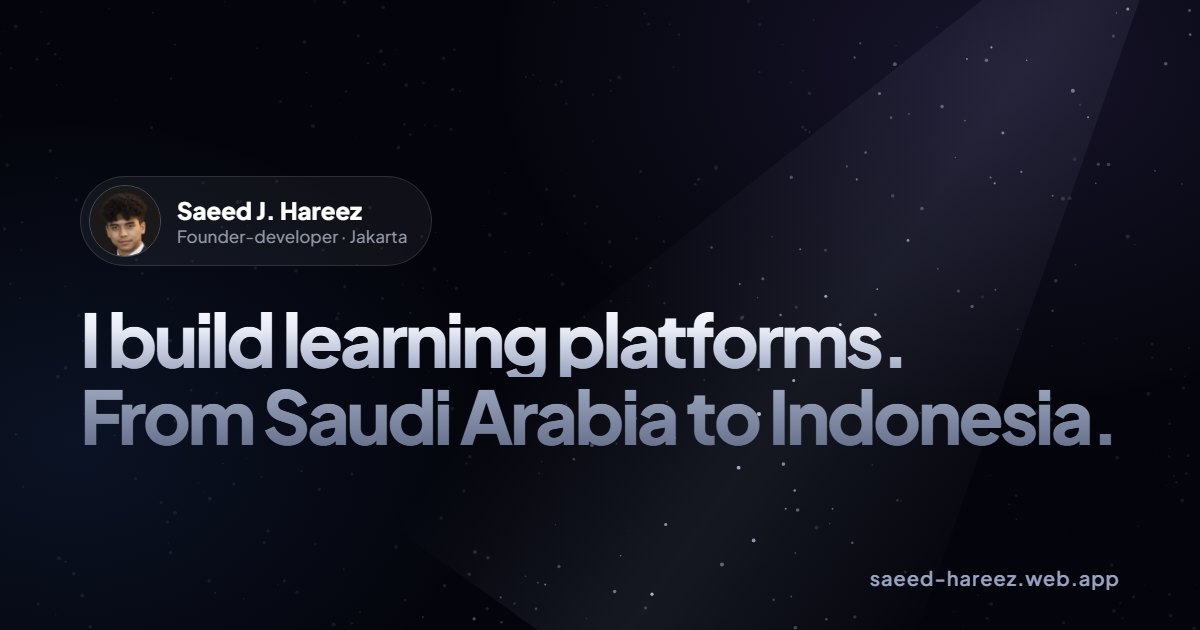 Saeed J. Hareez
Founder-developer · Jakarta
I build learning platforms.
From Saudi Arabia to Indonesia.
saeed-hareez.web.app